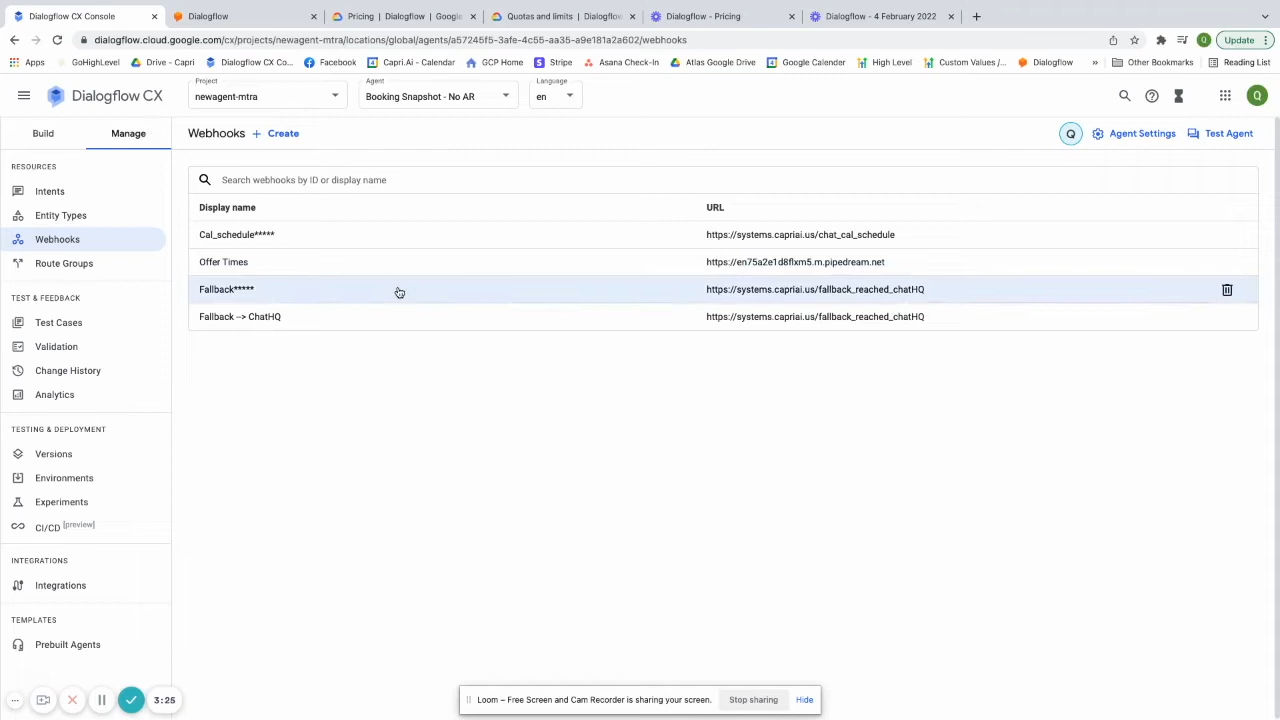 Dialogflow CX Console
Dialogflow
Pricing | Dialogflow | Google
Quotas and limits | Dialogflow
Dialogflow - Pricing
Dialogflow - 4 February 2022
dialogflow.cloud.google.com/cx/projects/newagent-mtra/locations/global/agents/a57245f5-3afe-4c55-aa35-a9e181a2a602/webhooks
Q
Update
Apps
GoHighLevel
Drive - Capri
Dialogflow CX Co...
Facebook
Capri.Ai - Calendar
GCP Home
Stripe
Asana Check-In
Atlas Google Drive
Google Calendar
High Level
Custom Values /...
Dialogflow
»
Other Bookmarks
Reading List
Dialogflow CX
Project
newagent-mtra
Agent
Booking Snapshot - No AR
Language
en
Q
Build
Manage
Webhooks
+ Create
Q
Agent Settings
Test Agent
RESOURCES
Intents
Entity Types
Webhooks
Route Groups
TEST & FEEDBACK
Test Cases
Validation
Change History
Analytics
TESTING & DEPLOYMENT
Versions
Environments
Experiments
CI/CD [preview]
INTEGRATIONS
Integrations
TEMPLATES
Prebuilt Agents
Search webhooks by ID or display name
Display name URL
Cal_schedule***** https://systems.capriai.us/chat_cal_schedule
Offer Times https://en75a2e1d8flxm5.m.pipedream.net
Fallback***** https://systems.capriai.us/fallback_reached_chatHQ
Fallback --> ChatHQ https://systems.capriai.us/fallback_reached_chatHQ
3:25
Loom – Free Screen and Cam Recorder is sharing your screen.
Stop sharing
Hide